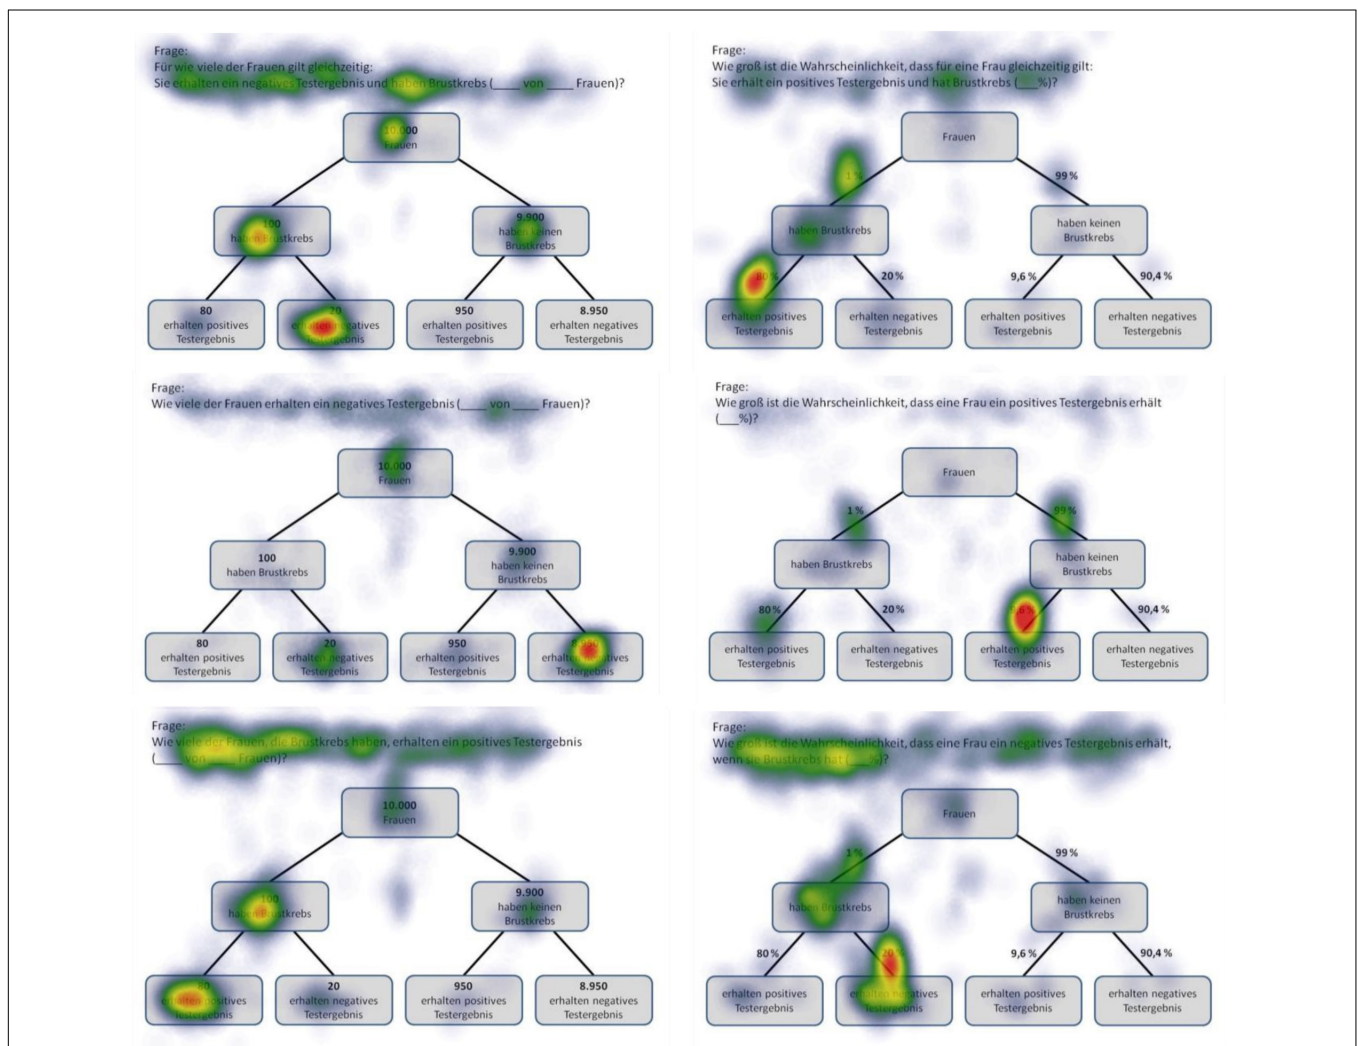 Frage:
Für wie viele der Frauen gilt gleichzeitig:
Sie erhalten ein negatives Testergebnis und haben Brustkrebs (____ von ____ Frauen)?
10.000
Frauen
100
haben Brustkrebs
9.900
haben keinen
Brustkrebs
80
erhalten positives
Testergebnis
20
erhalten negatives
Testergebnis
950
erhalten positives
Testergebnis
8.950
erhalten negatives
Testergebnis
Frage:
Wie groß ist die Wahrscheinlichkeit, dass für eine Frau gleichzeitig gilt:
Sie erhält ein positives Testergebnis und hat Brustkrebs (___%)?
Frauen
1 %
99 %
haben Brustkrebs
haben keinen
Brustkrebs
80 %
20 %
9,6 %
90,4 %
erhalten positives
Testergebnis
erhalten negatives
Testergebnis
erhalten positives
Testergebnis
erhalten negatives
Testergebnis
Frage:
Wie viele der Frauen erhalten ein negatives Testergebnis (____ von ____ Frauen)?
10.000
Frauen
100
haben Brustkrebs
9.900
haben keinen
Brustkrebs
80
erhalten positives
Testergebnis
20
erhalten negatives
Testergebnis
950
erhalten positives
Testergebnis
8.950
erhalten negatives
Testergebnis
Frage:
Wie groß ist die Wahrscheinlichkeit, dass eine Frau ein positives Testergebnis erhält
(___%)?
Frauen
1 %
99 %
haben Brustkrebs
haben keinen
Brustkrebs
80 %
20 %
9,6 %
90,4 %
erhalten positives
Testergebnis
erhalten negatives
Testergebnis
erhalten positives
Testergebnis
erhalten negatives
Testergebnis
Frage:
Wie viele der Frauen, die Brustkrebs haben, erhalten ein positives Testergebnis
(____ von ____ Frauen)?
10.000
Frauen
100
haben Brustkrebs
9.900
haben keinen
Brustkrebs
80
erhalten positives
Testergebnis
20
erhalten negatives
Testergebnis
950
erhalten positives
Testergebnis
8.950
erhalten negatives
Testergebnis
Frage:
Wie groß ist die Wahrscheinlichkeit, dass eine Frau ein negatives Testergebnis erhält,
wenn sie Brustkrebs hat (___%)?
Frauen
1 %
99 %
haben Brustkrebs
haben keinen
Brustkrebs
80 %
20 %
9,6 %
90,4 %
erhalten positives
Testergebnis
erhalten negatives
Testergebnis
erhalten positives
Testergebnis
erhalten negatives
Testergebnis